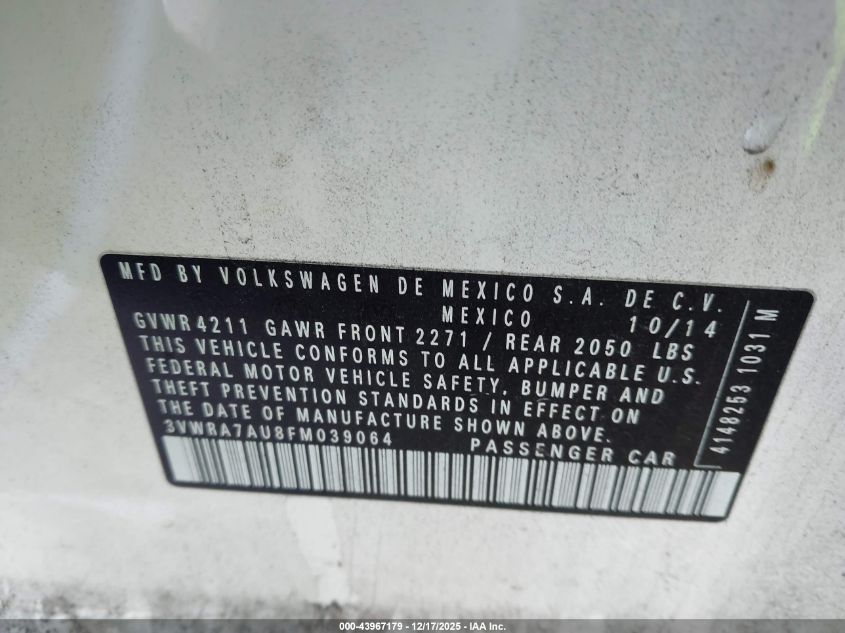 MFD BY VOLKSWAGEN DE MEXICO S.A. DE C.V.
MEXICO 10/14
GVWR 4211 GAWR FRONT 2271 / REAR 2050 LBS
THIS VEHICLE CONFORMS TO ALL APPLICABLE U.S.
FEDERAL MOTOR VEHICLE SAFETY, BUMPER AND
THEFT PREVENTION STANDARDS IN EFFECT ON
THE DATE OF MANUFACTURE SHOWN ABOVE.
3VWRA7AU8FM039064 PASSENGER CAR
4148253 1031 M
000-43967179 - 12/17/2025 - IAA Inc.